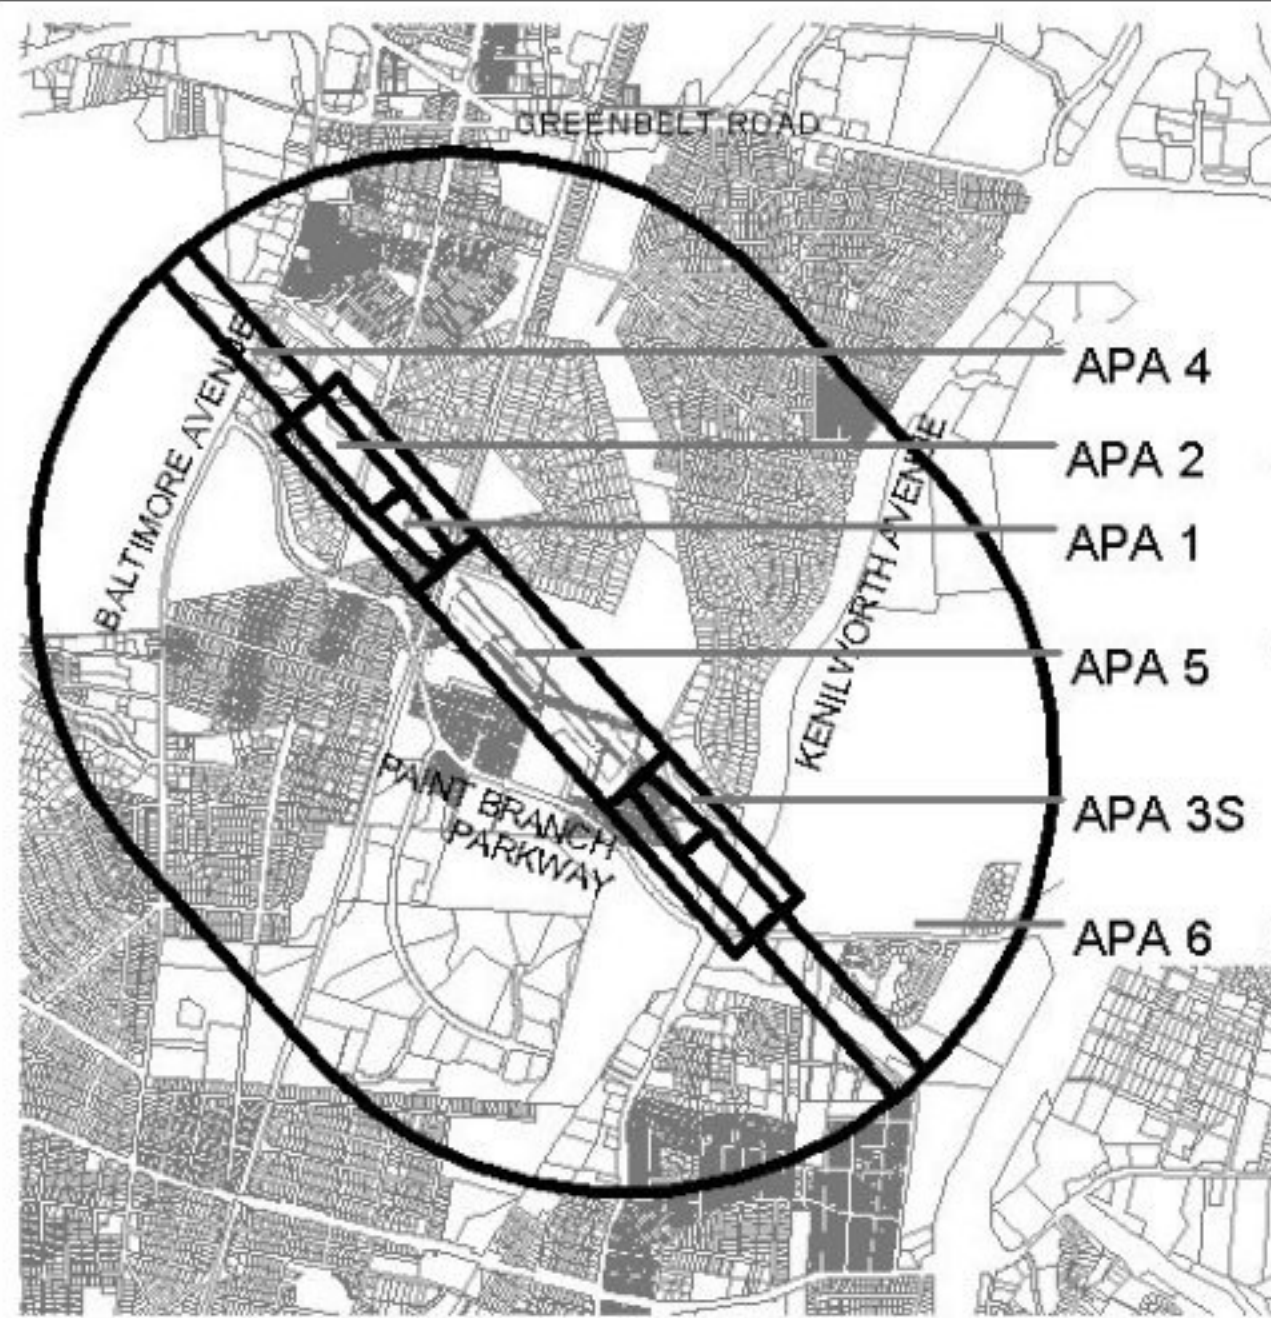 GREENBELT ROAD
BALTIMORE AVENUE
APA 4
APA 2
APA 1
KENILWORTH AVENUE
APA 5
PAINT BRANCH
PARKWAY
APA 3S
APA 6